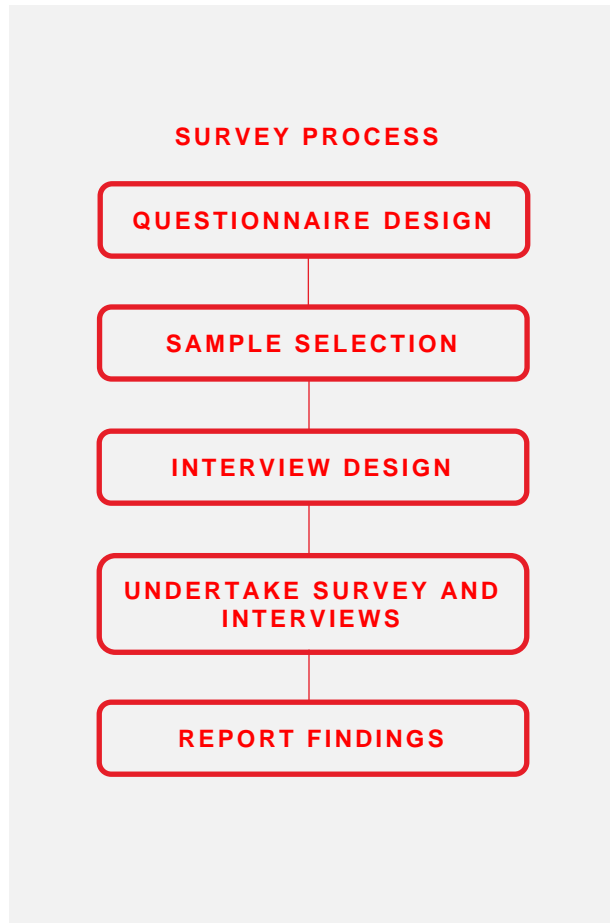 SURVEY PROCESS
QUESTIONNAIRE DESIGN
SAMPLE SELECTION
INTERVIEW DESIGN
UNDERTAKE SURVEY AND
INTERVIEWS
REPORT FINDINGS